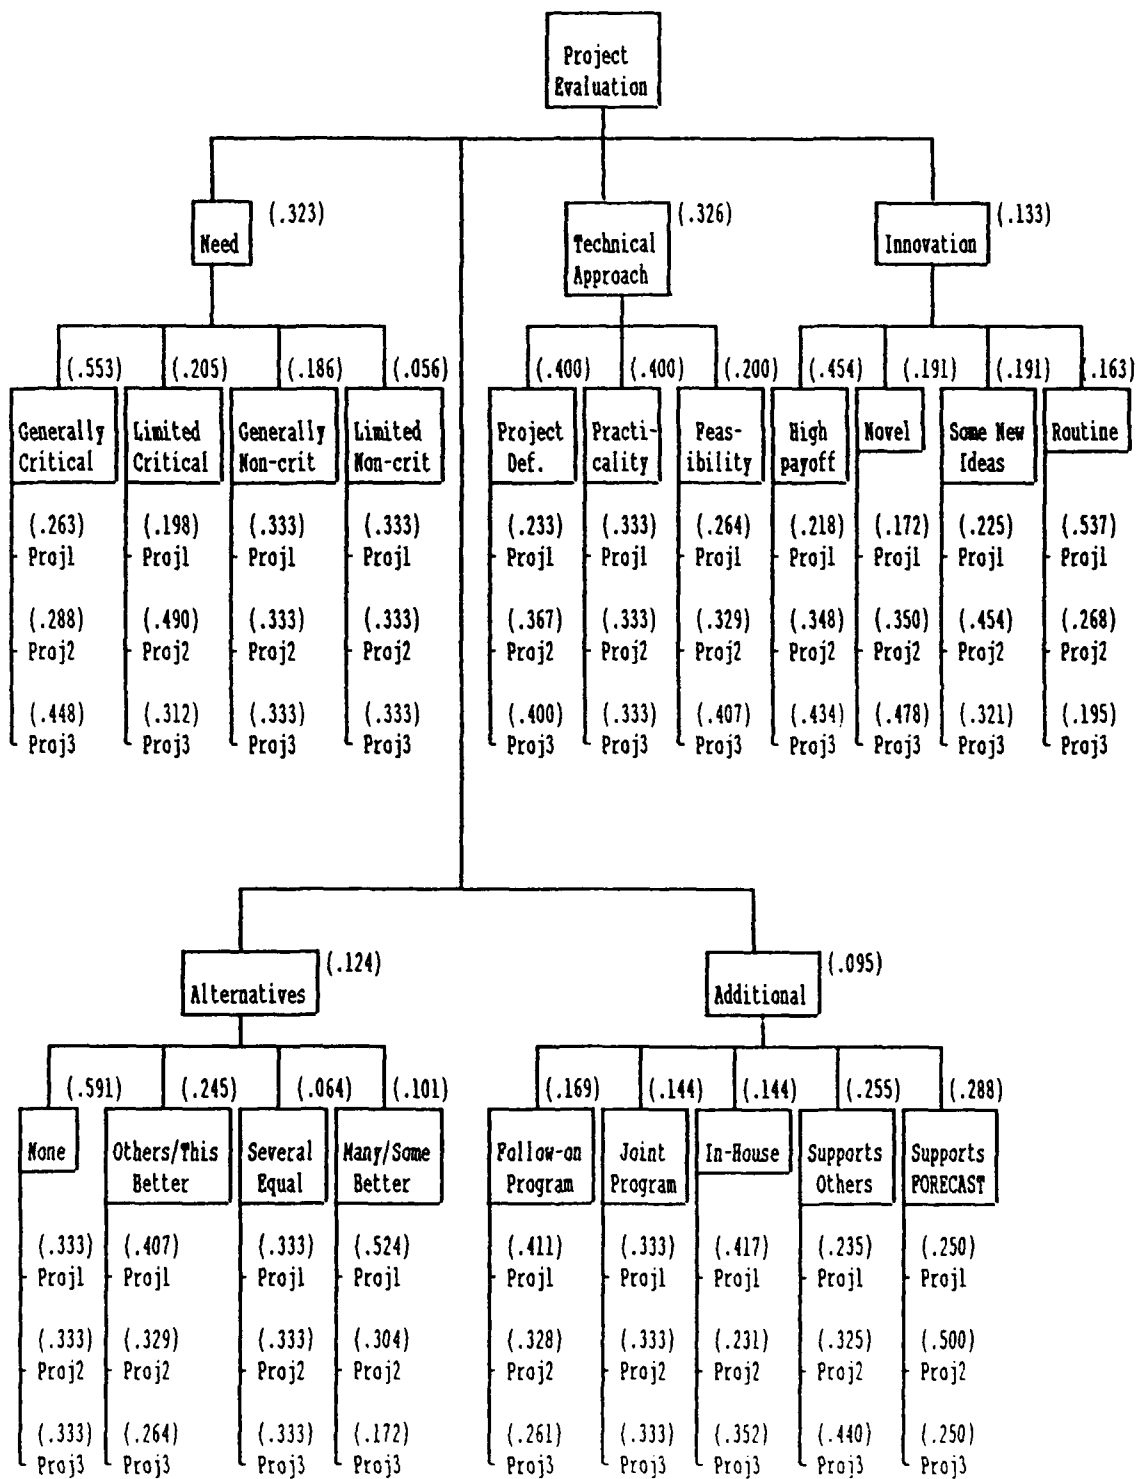 Project
Evaluation
(.323)
(.326)
(.133)
Need
Technical
Approach
Innovation
(.553) (.205) (.186) (.056) (.400) (.400) (.200) (.454) (.191) (.191) (.163)
Generally
Critical
Limited
Critical
Generally
Non-crit
Limited
Non-crit
Project
Def.
Practi-
cality
Feas-
ibility
High
payoff
Novel
Some New
Ideas
Routine
(.263) (.198) (.333) (.333) (.233) (.333) (.264) (.218) (.172) (.225) (.537)
Proj1 Proj1 Proj1 Proj1 Proj1 Proj1 Proj1 Proj1 Proj1 Proj1 Proj1
(.288) (.490) (.333) (.333) (.367) (.333) (.329) (.348) (.350) (.454) (.268)
Proj2 Proj2 Proj2 Proj2 Proj2 Proj2 Proj2 Proj2 Proj2 Proj2 Proj2
(.448) (.312) (.333) (.333) (.400) (.333) (.407) (.434) (.478) (.321) (.195)
Proj3 Proj3 Proj3 Proj3 Proj3 Proj3 Proj3 Proj3 Proj3 Proj3 Proj3
(.124)
(.095)
Alternatives
Additional
(.591) (.245) (.064) (.101) (.169) (.144) (.144) (.255) (.288)
None
Others/This
Better
Several
Equal
Many/Some
Better
Follow-on
Program
Joint
Program
In-House
Supports
Others
Supports
FORECAST
(.333) (.407) (.333) (.524) (.411) (.333) (.417) (.235) (.250)
Proj1 Proj1 Proj1 Proj1 Proj1 Proj1 Proj1 Proj1 Proj1
(.333) (.329) (.333) (.304) (.328) (.333) (.231) (.325) (.500)
Proj2 Proj2 Proj2 Proj2 Proj2 Proj2 Proj2 Proj2 Proj2
(.333) (.264) (.333) (.172) (.261) (.333) (.352) (.440) (.250)
Proj3 Proj3 Proj3 Proj3 Proj3 Proj3 Proj3 Proj3 Proj3